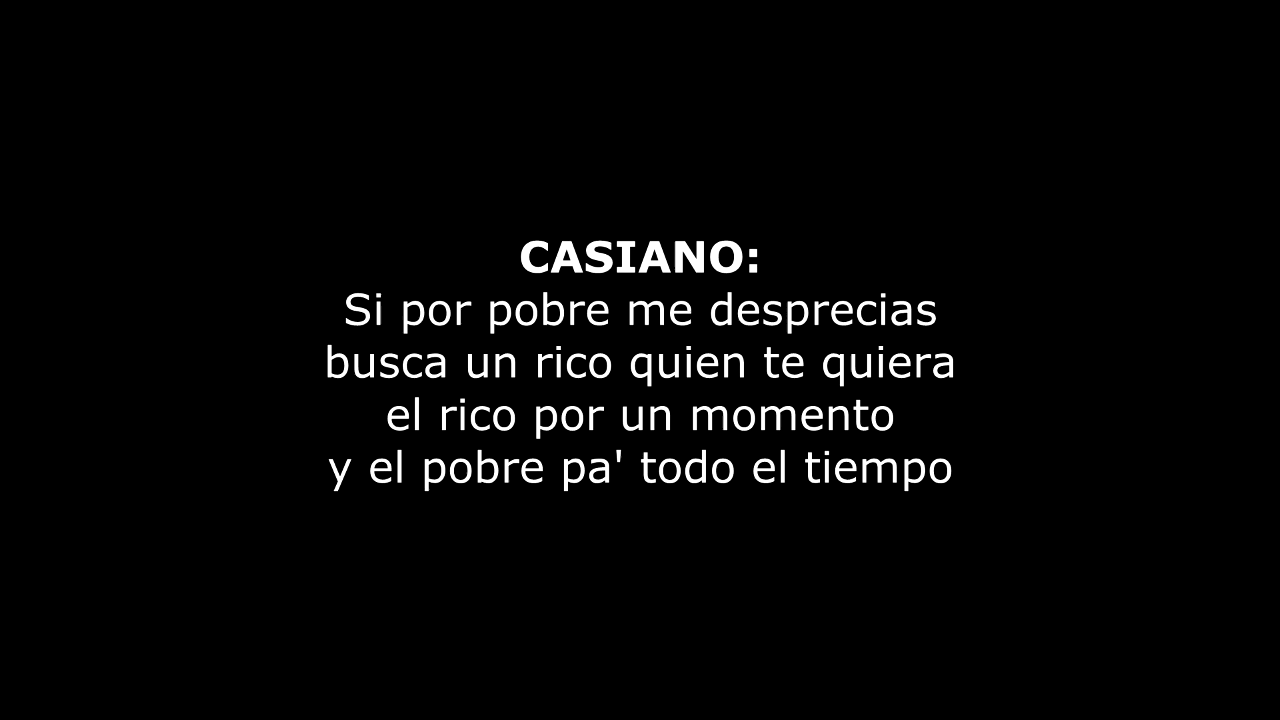 CASIANO:
Si por pobre me desprecias
busca un rico quien te quiera
el rico por un momento
y el pobre pa' todo el tiempo